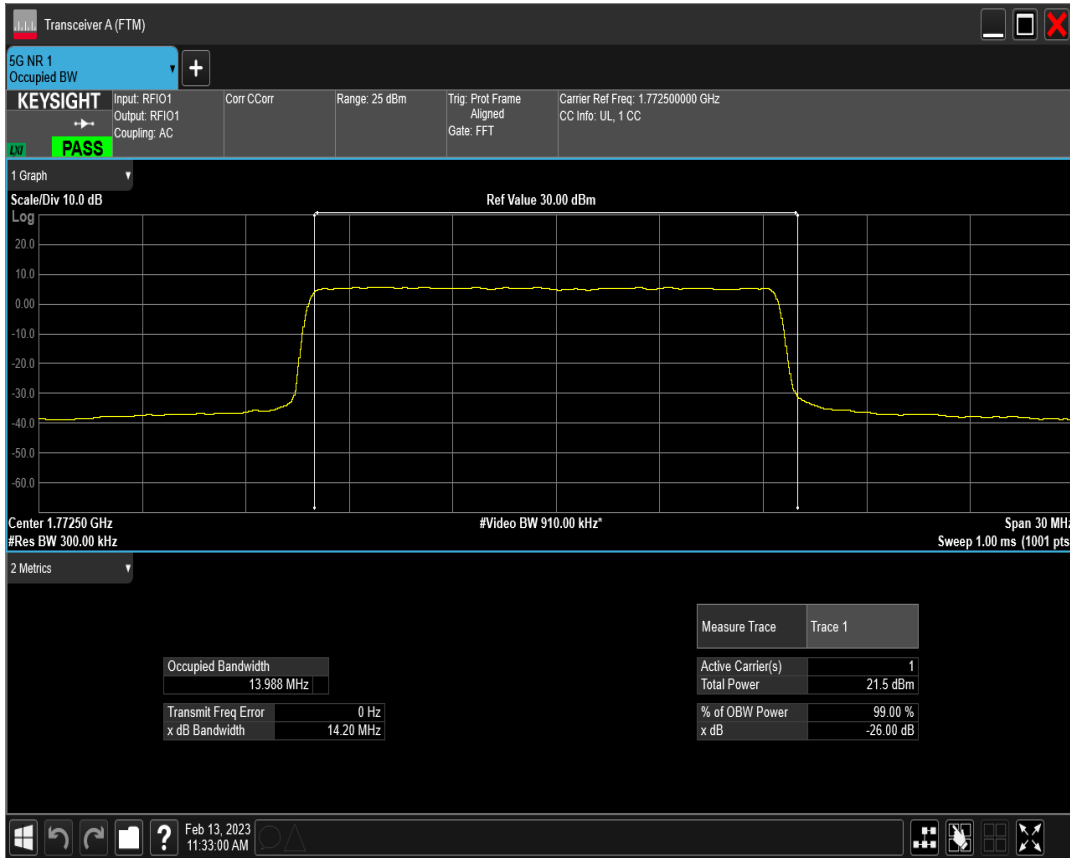 Transceiver A (FTM)
5G NR 1
Occupied BW
+
KEYSIGHT
LXI
PASS
Input: RFIO1
Output: RFIO1
Coupling: AC
Corr CCorr
Range: 25 dBm
Trig: Prot Frame
Aligned
Gate: FFT
Carrier Ref Freq: 1.772500000 GHz
CC Info: UL, 1 CC
1 Graph
Scale/Div 10.0 dB
Ref Value 30.00 dBm
Log
20.0
10.0
0.00
-10.0
-20.0
-30.0
-40.0
-50.0
-60.0
Center 1.77250 GHz
#Video BW 910.00 kHz*
Span 30 MHz
#Res BW 300.00 kHz
Sweep 1.00 ms (1001 pts
2 Metrics
Measure Trace Trace 1
Occupied Bandwidth
13.988 MHz
Active Carrier(s) 1
Total Power 21.5 dBm
Transmit Freq Error 0 Hz
x dB Bandwidth 14.20 MHz
% of OBW Power 99.00 %
x dB -26.00 dB
?
Feb 13, 2023
11:33:00 AM